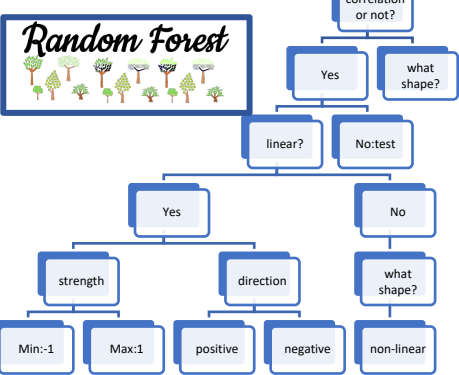 correlation
or not?
Random Forest
Yes
what
shape?
linear?
No:test
Yes
No
strength
direction
what
shape?
Min:-1
Max:1
positive
negative
non-linear